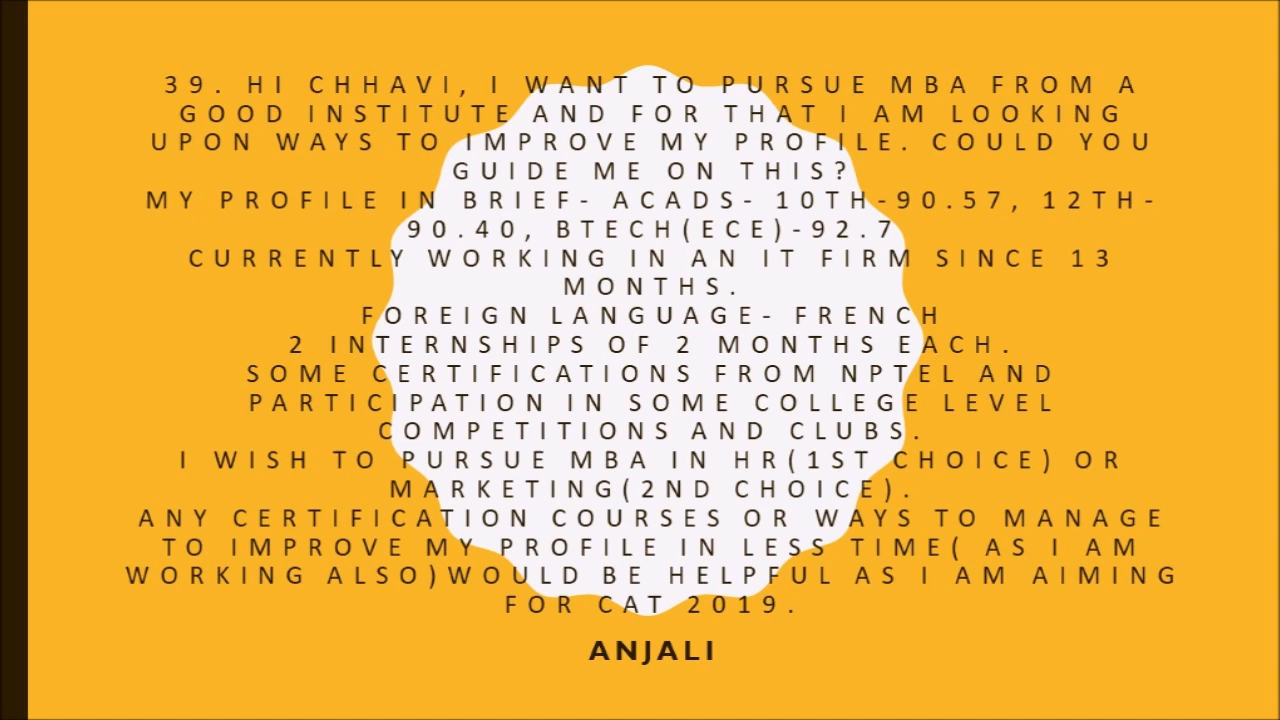 39. HI CHHAVI, I WANT TO PURSUE MBA FROM A
GOOD INSTITUTE AND FOR THAT I AM LOOKING
UPON WAYS TO IMPROVE MY PROFILE. COULD YOU
GUIDE ME ON THIS?
MY PROFILE IN BRIEF- ACADS- 10TH-90.57, 12TH-
90.40, BTECH(ECE)-92.7
CURRENTLY WORKING IN AN IT FIRM SINCE 13
MONTHS.
FOREIGN LANGUAGE- FRENCH
2 INTERNSHIPS OF 2 MONTHS EACH.
SOME CERTIFICATIONS FROM NPTEL AND
PARTICIPATION IN SOME COLLEGE LEVEL
COMPETITIONS AND CLUBS.
I WISH TO PURSUE MBA IN HR(1ST CHOICE) OR
MARKETING(2ND CHOICE).
ANY CERTIFICATION COURSES OR WAYS TO MANAGE
TO IMPROVE MY PROFILE IN LESS TIME( AS I AM
WORKING ALSO)WOULD BE HELPFUL AS I AM AIMING
FOR CAT 2019.
ANJALI